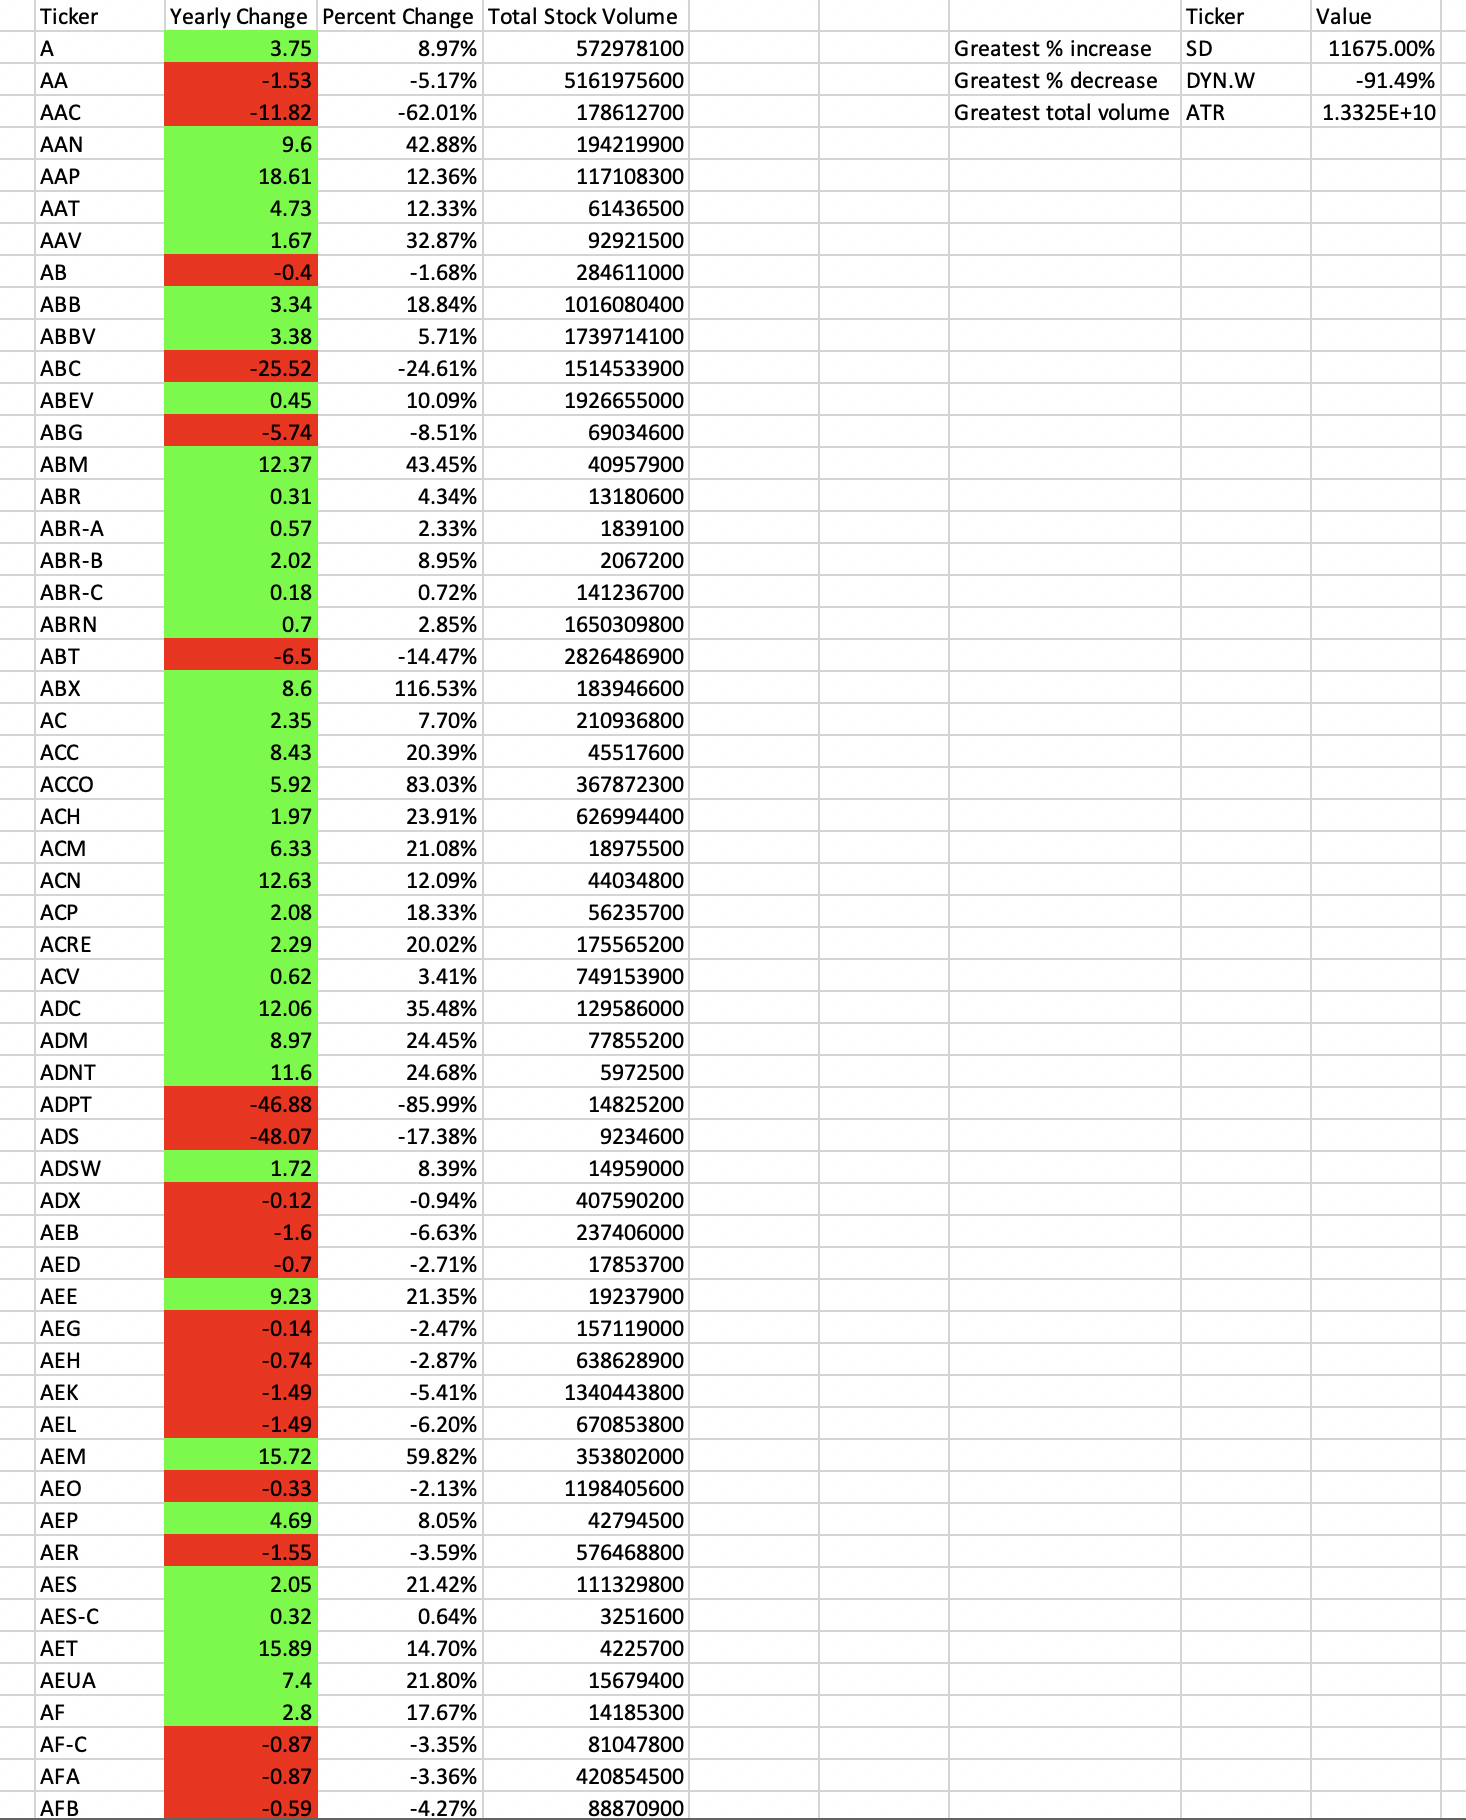 Ticker Yearly Change Percent Change Total Stock Volume Ticker Value
A 3.75 8.97% 572978100 Greatest % increase SD 11675.00%
AA -1.53 -5.17% 5161975600 Greatest % decrease DYN.W -91.49%
AAC -11.82 -62.01% 178612700 Greatest total volume ATR 1.3325E+10
AAN 9.6 42.88% 194219900
AAP 18.61 12.36% 117108300
AAT 4.73 12.33% 61436500
AAV 1.67 32.87% 92921500
AB -0.4 -1.68% 284611000
ABB 3.34 18.84% 1016080400
ABBV 3.38 5.71% 1739714100
ABC -25.52 -24.61% 1514533900
ABEV 0.45 10.09% 1926655000
ABG -5.74 -8.51% 69034600
ABM 12.37 43.45% 40957900
ABR 0.31 4.34% 13180600
ABR-A 0.57 2.33% 1839100
ABR-B 2.02 8.95% 2067200
ABR-C 0.18 0.72% 141236700
ABRN 0.7 2.85% 1650309800
ABT -6.5 -14.47% 2826486900
ABX 8.6 116.53% 183946600
AC 2.35 7.70% 210936800
ACC 8.43 20.39% 45517600
ACCO 5.92 83.03% 367872300
ACH 1.97 23.91% 626994400
ACM 6.33 21.08% 18975500
ACN 12.63 12.09% 44034800
ACP 2.08 18.33% 56235700
ACRE 2.29 20.02% 175565200
ACV 0.62 3.41% 749153900
ADC 12.06 35.48% 129586000
ADM 8.97 24.45% 77855200
ADNT 11.6 24.68% 5972500
ADPT -46.88 -85.99% 14825200
ADS -48.07 -17.38% 9234600
ADSW 1.72 8.39% 14959000
ADX -0.12 -0.94% 407590200
AEB -1.6 -6.63% 237406000
AED -0.7 -2.71% 17853700
AEE 9.23 21.35% 19237900
AEG -0.14 -2.47% 157119000
AEH -0.74 -2.87% 638628900
AEK -1.49 -5.41% 1340443800
AEL -1.49 -6.20% 670853800
AEM 15.72 59.82% 353802000
AEO -0.33 -2.13% 1198405600
AEP 4.69 8.05% 42794500
AER -1.55 -3.59% 576468800
AES 2.05 21.42% 111329800
AES-C 0.32 0.64% 3251600
AET 15.89 14.70% 4225700
AEUA 7.4 21.80% 15679400
AF 2.8 17.67% 14185300
AF-C -0.87 -3.35% 81047800
AFA -0.87 -3.36% 420854500
AFB -0.59 -4.27% 88870900